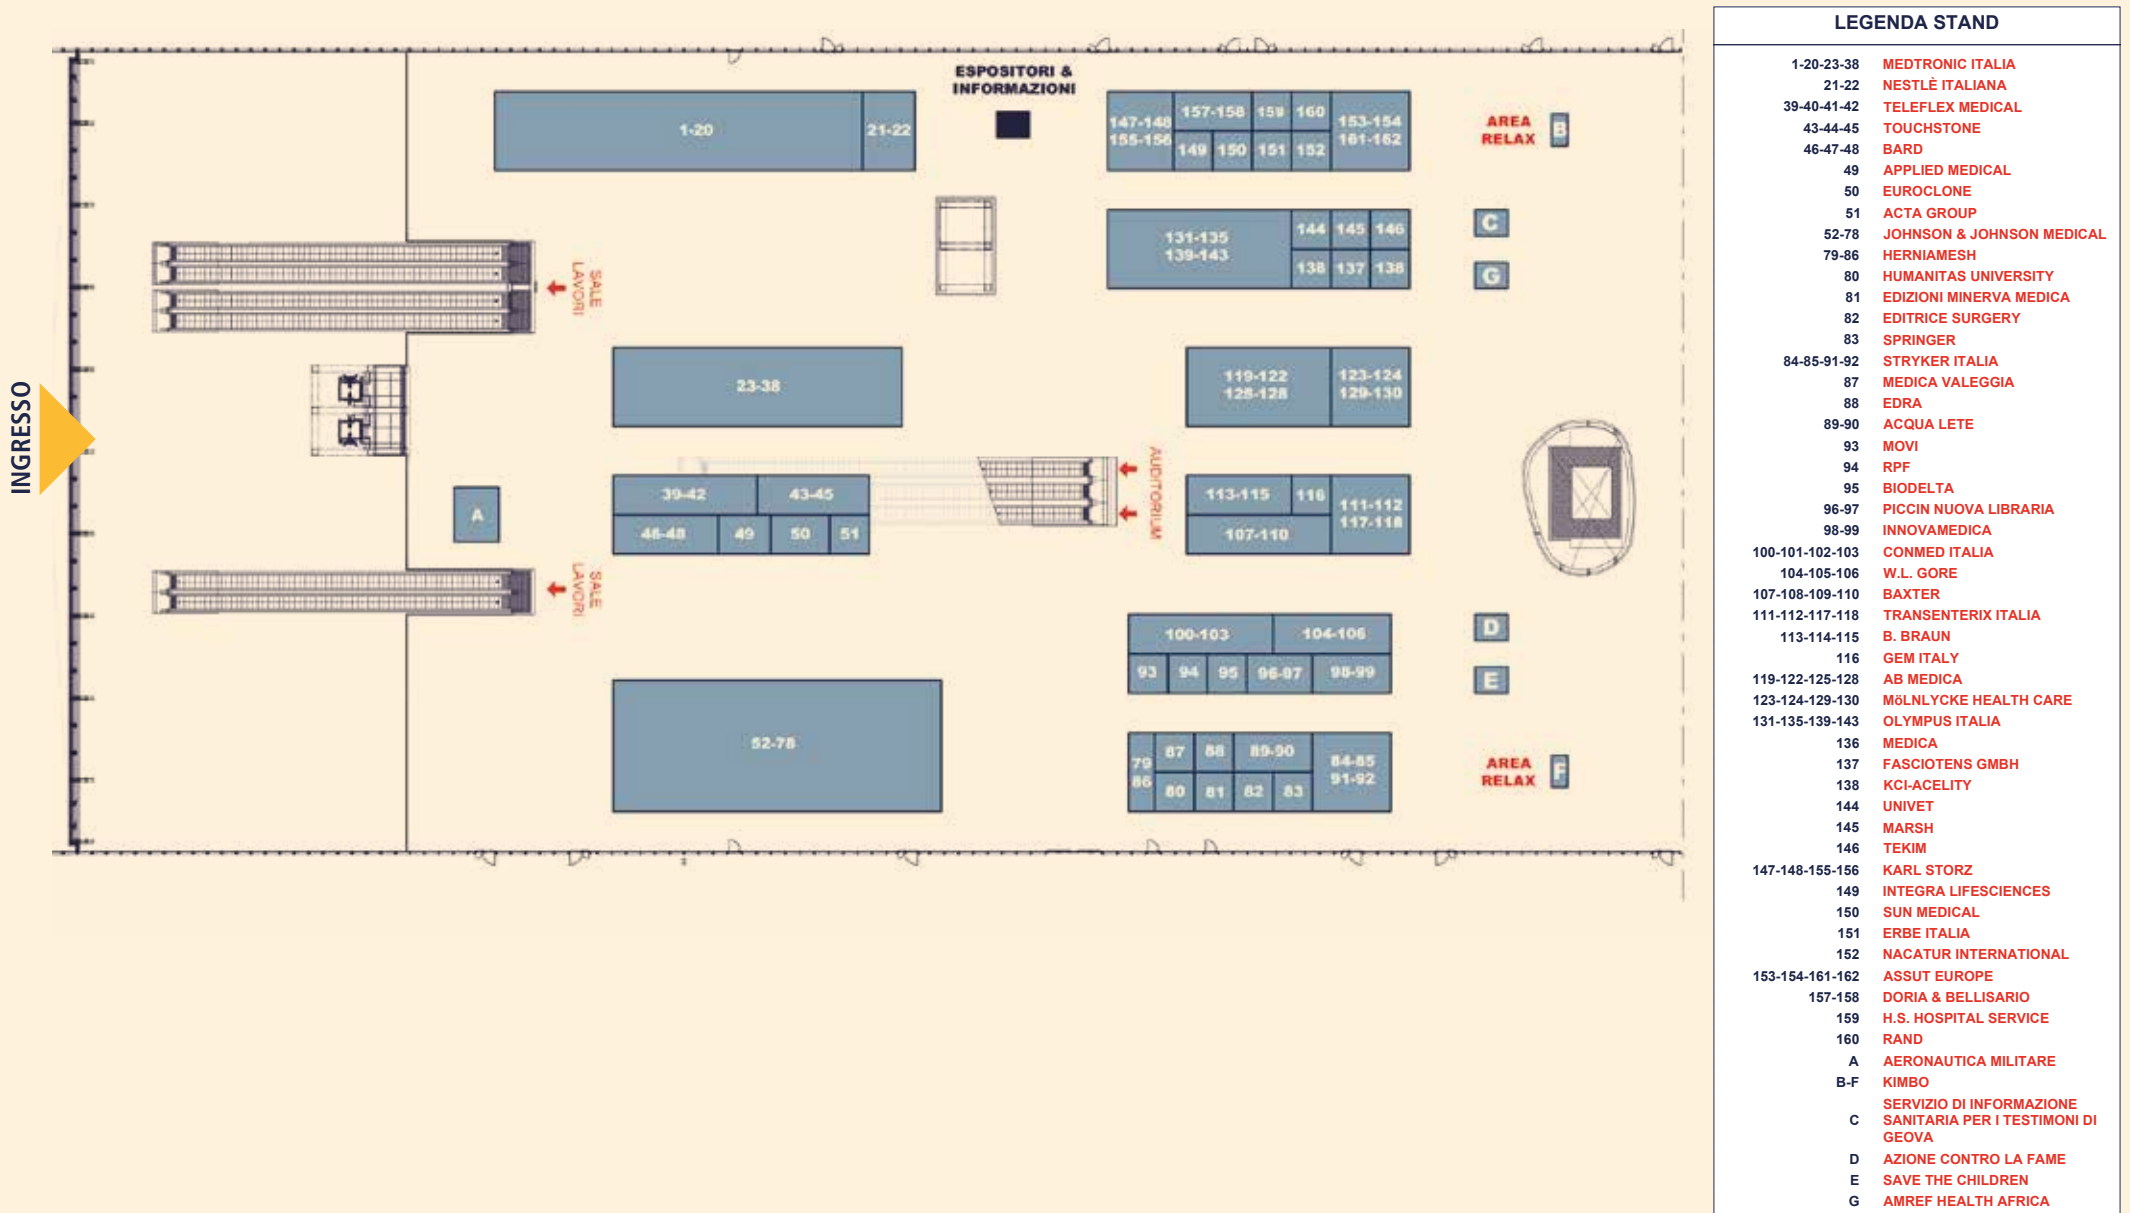 INGRESSO
ESPOSITORI &
INFORMAZIONI
1-20
21-22
147-148
155-156
157-158
159
160
153-154
161-162
149
150
151
152
AREA
RELAX
B
131-135
139-143
144
145
146
138
137
138
C
G
SALE
LAVORI
23-38
119-122
125-128
123-124
129-130
A
39-42
43-45
46-48
49
50
51
AUDITORIUM
113-115
116
111-112
117-118
107-110
SALE
LAVORI
100-103
104-106
93
94
95
96-97
98-99
D
E
52-78
79
86
87
88
89-90
84-85
91-92
80
81
82
83
AREA
RELAX
F
LEGENDA STAND
1-20-23-38 MEDTRONIC ITALIA
21-22 NESTLÈ ITALIANA
39-40-41-42 TELEFLEX MEDICAL
43-44-45 TOUCHSTONE
46-47-48 BARD
49 APPLIED MEDICAL
50 EUROCLONE
51 ACTA GROUP
52-78 JOHNSON & JOHNSON MEDICAL
79-86 HERNIAMESH
80 HUMANITAS UNIVERSITY
81 EDIZIONI MINERVA MEDICA
82 EDITRICE SURGERY
83 SPRINGER
84-85-91-92 STRYKER ITALIA
87 MEDICA VALEGGIA
88 EDRA
89-90 ACQUA LETE
93 MOVI
94 RPF
95 BIODELTA
96-97 PICCIN NUOVA LIBRARIA
98-99 INNOVAMEDICA
100-101-102-103 CONMED ITALIA
104-105-106 W.L. GORE
107-108-109-110 BAXTER
111-112-117-118 TRANSENTERIX ITALIA
113-114-115 B. BRAUN
116 GEM ITALY
119-122-125-128 AB MEDICA
123-124-129-130 MöLNLYCKE HEALTH CARE
131-135-139-143 OLYMPUS ITALIA
136 MEDICA
137 FASCIOTENS GMBH
138 KCI-ACELITY
144 UNIVET
145 MARSH
146 TEKIM
147-148-155-156 KARL STORZ
149 INTEGRA LIFESCIENCES
150 SUN MEDICAL
151 ERBE ITALIA
152 NACATUR INTERNATIONAL
153-154-161-162 ASSUT EUROPE
157-158 DORIA & BELLISARIO
159 H.S. HOSPITAL SERVICE
160 RAND
A AERONAUTICA MILITARE
B-F KIMBO
SERVIZIO DI INFORMAZIONE
C SANITARIA PER I TESTIMONI DI
GEOVA
D AZIONE CONTRO LA FAME
E SAVE THE CHILDREN
G AMREF HEALTH AFRICA